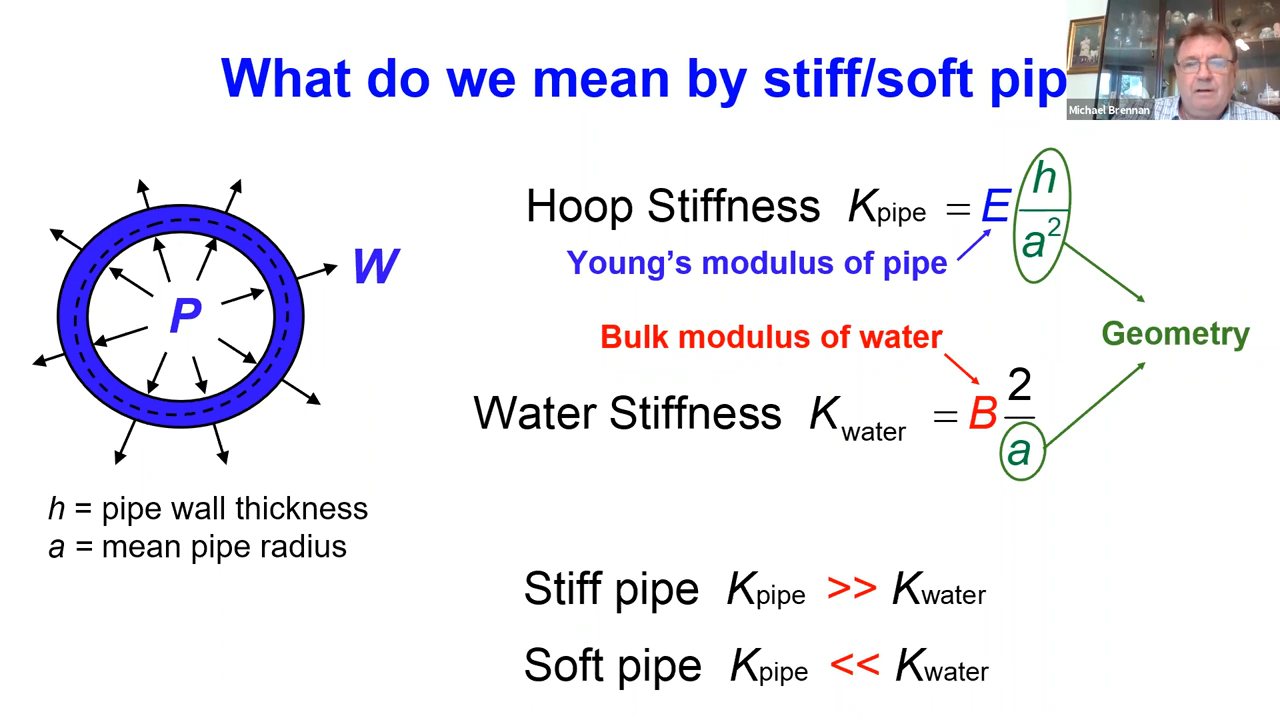 What do we mean by stiff/soft pip
Michael Brennan
Hoop Stiffness Kpipe = E h/a²
Young's modulus of pipe
W
P
Bulk modulus of water
Geometry
Water Stiffness Kwater = B 2/a
h = pipe wall thickness
a = mean pipe radius
Stiff pipe Kpipe >> Kwater
Soft pipe Kpipe << Kwater